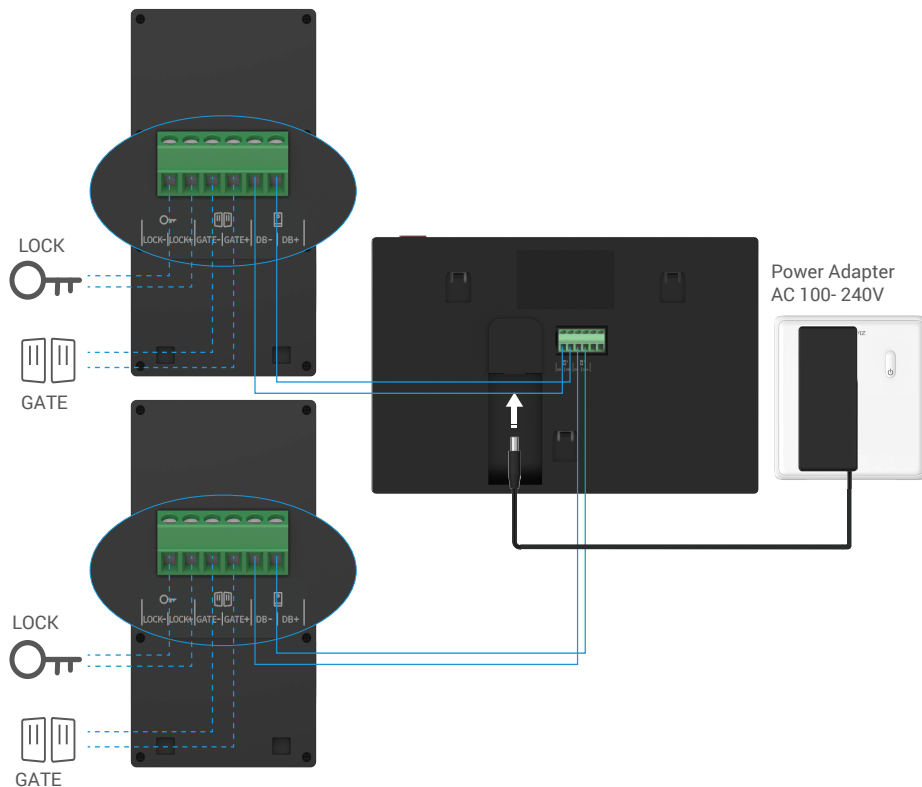 LOCK- LOCK+ GATE- GATE+ DB- DB+
LOCK
GATE
Power Adapter
AC 100- 240V
LOCK- LOCK+ GATE- GATE+ DB- DB+
LOCK
GATE